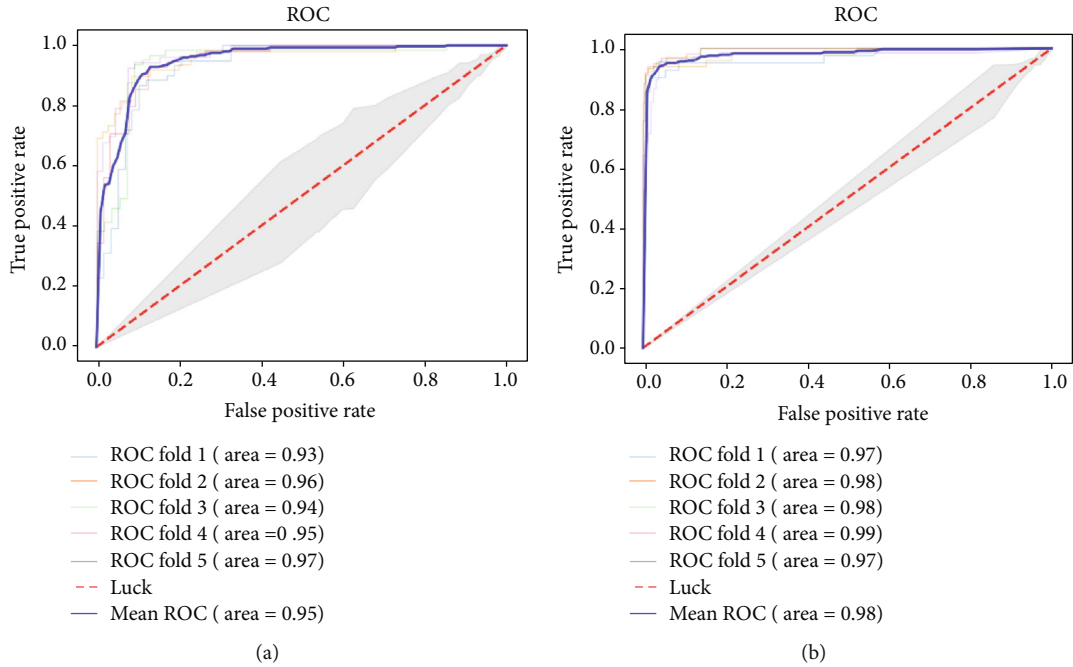 ROC
True positive rate
1.0
0.8
0.6
0.4
0.2
0.0
0.0 0.2 0.4 0.6 0.8 1.0
False positive rate
ROC fold 1 ( area = 0.93)
ROC fold 2 ( area = 0.96)
ROC fold 3 ( area = 0.94)
ROC fold 4 ( area =0 .95)
ROC fold 5 ( area = 0.97)
Luck
Mean ROC ( area = 0.95)
(a)
ROC
True positive rate
1.0
0.8
0.6
0.4
0.2
0.0
0.0 0.2 0.4 0.6 0.8 1.0
False positive rate
ROC fold 1 ( area = 0.97)
ROC fold 2 ( area = 0.98)
ROC fold 3 ( area = 0.98)
ROC fold 4 ( area = 0.99)
ROC fold 5 ( area = 0.97)
Luck
Mean ROC ( area = 0.98)
(b)